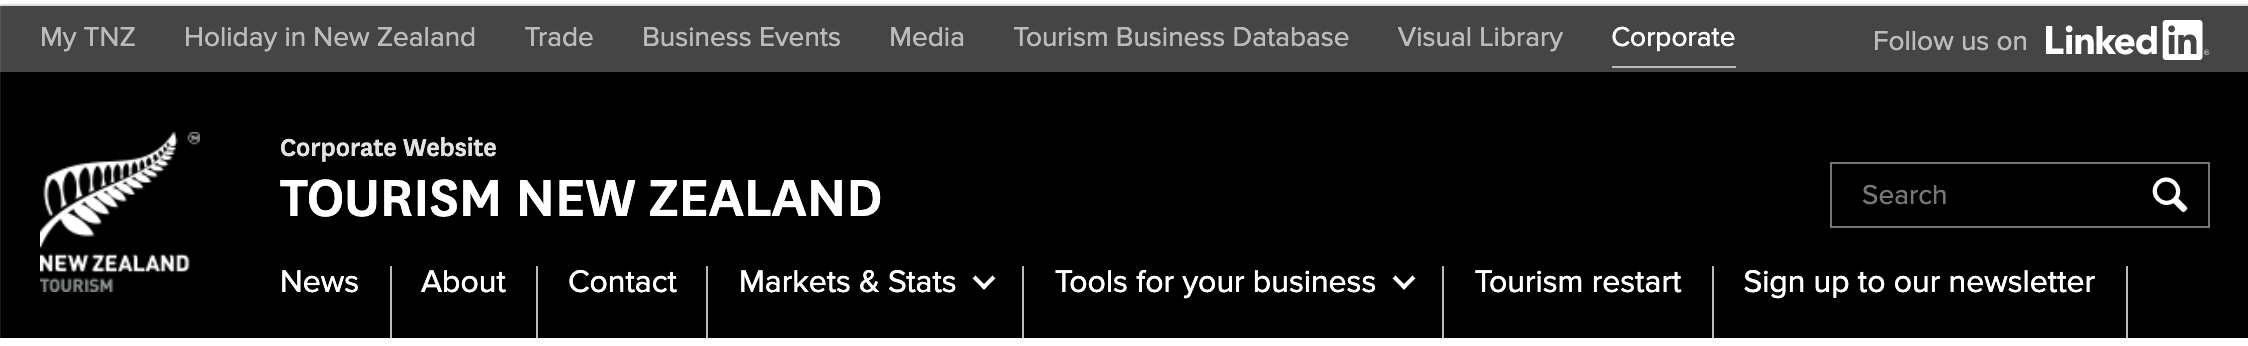 My TNZ Holiday in New Zealand Trade Business Events Media Tourism Business Database Visual Library Corporate Follow us on LinkedIn
Corporate Website
TOURISM NEW ZEALAND
Search
NEW ZEALAND
TOURISM
News About Contact Markets & Stats Tools for your business Tourism restart Sign up to our newsletter